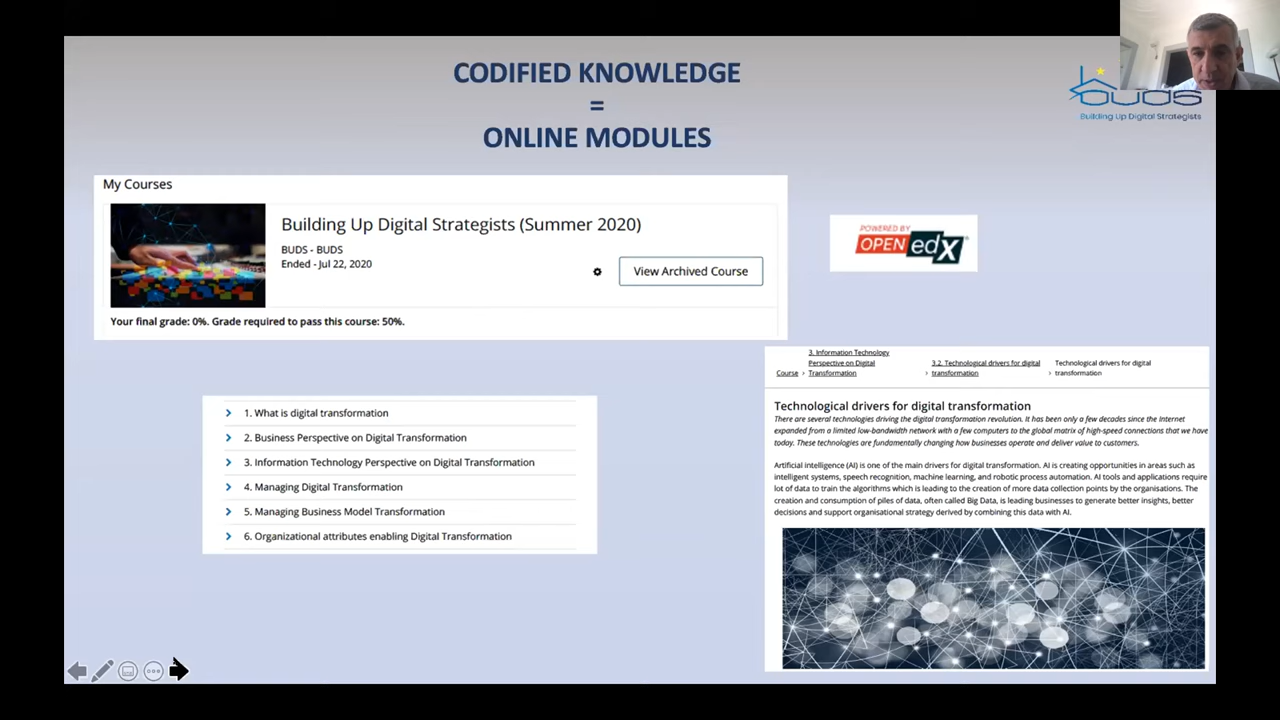 CODIFIED KNOWLEDGE
=
ONLINE MODULES
buds
Building Up Digital Strategists
My Courses
Building Up Digital Strategists (Summer 2020)
BUDS - BUDS
Ended - Jul 22, 2020
View Archived Course
Your final grade: 0%. Grade required to pass this course: 50%.
POWERED BY
OPEN edX®
1. What is digital transformation
2. Business Perspective on Digital Transformation
3. Information Technology Perspective on Digital Transformation
4. Managing Digital Transformation
5. Managing Business Model Transformation
6. Organizational attributes enabling Digital Transformation
Course › 3. Information Technology Perspective on Digital Transformation › 3.2. Technological drivers for digital transformation › Technological drivers for digital transformation
Technological drivers for digital transformation
There are several technologies driving the digital transformation revolution. It has been only a few decades since the Internet
expanded from a limited low-bandwidth network with a few computers to the global matrix of high-speed connections that we have
today. These technologies are fundamentally changing how businesses operate and deliver value to customers.
Artificial intelligence (AI) is one of the main drivers for digital transformation. AI is creating opportunities in areas such as
intelligent systems, speech recognition, machine learning, and robotic process automation. AI tools and applications require
lot of data to train the algorithms which is leading to the creation of more data collection points by the organisations. The
creation and consumption of piles of data, often called Big Data, is leading businesses to generate better insights, better
decisions and support organisational strategy derived by combining this data with AI.